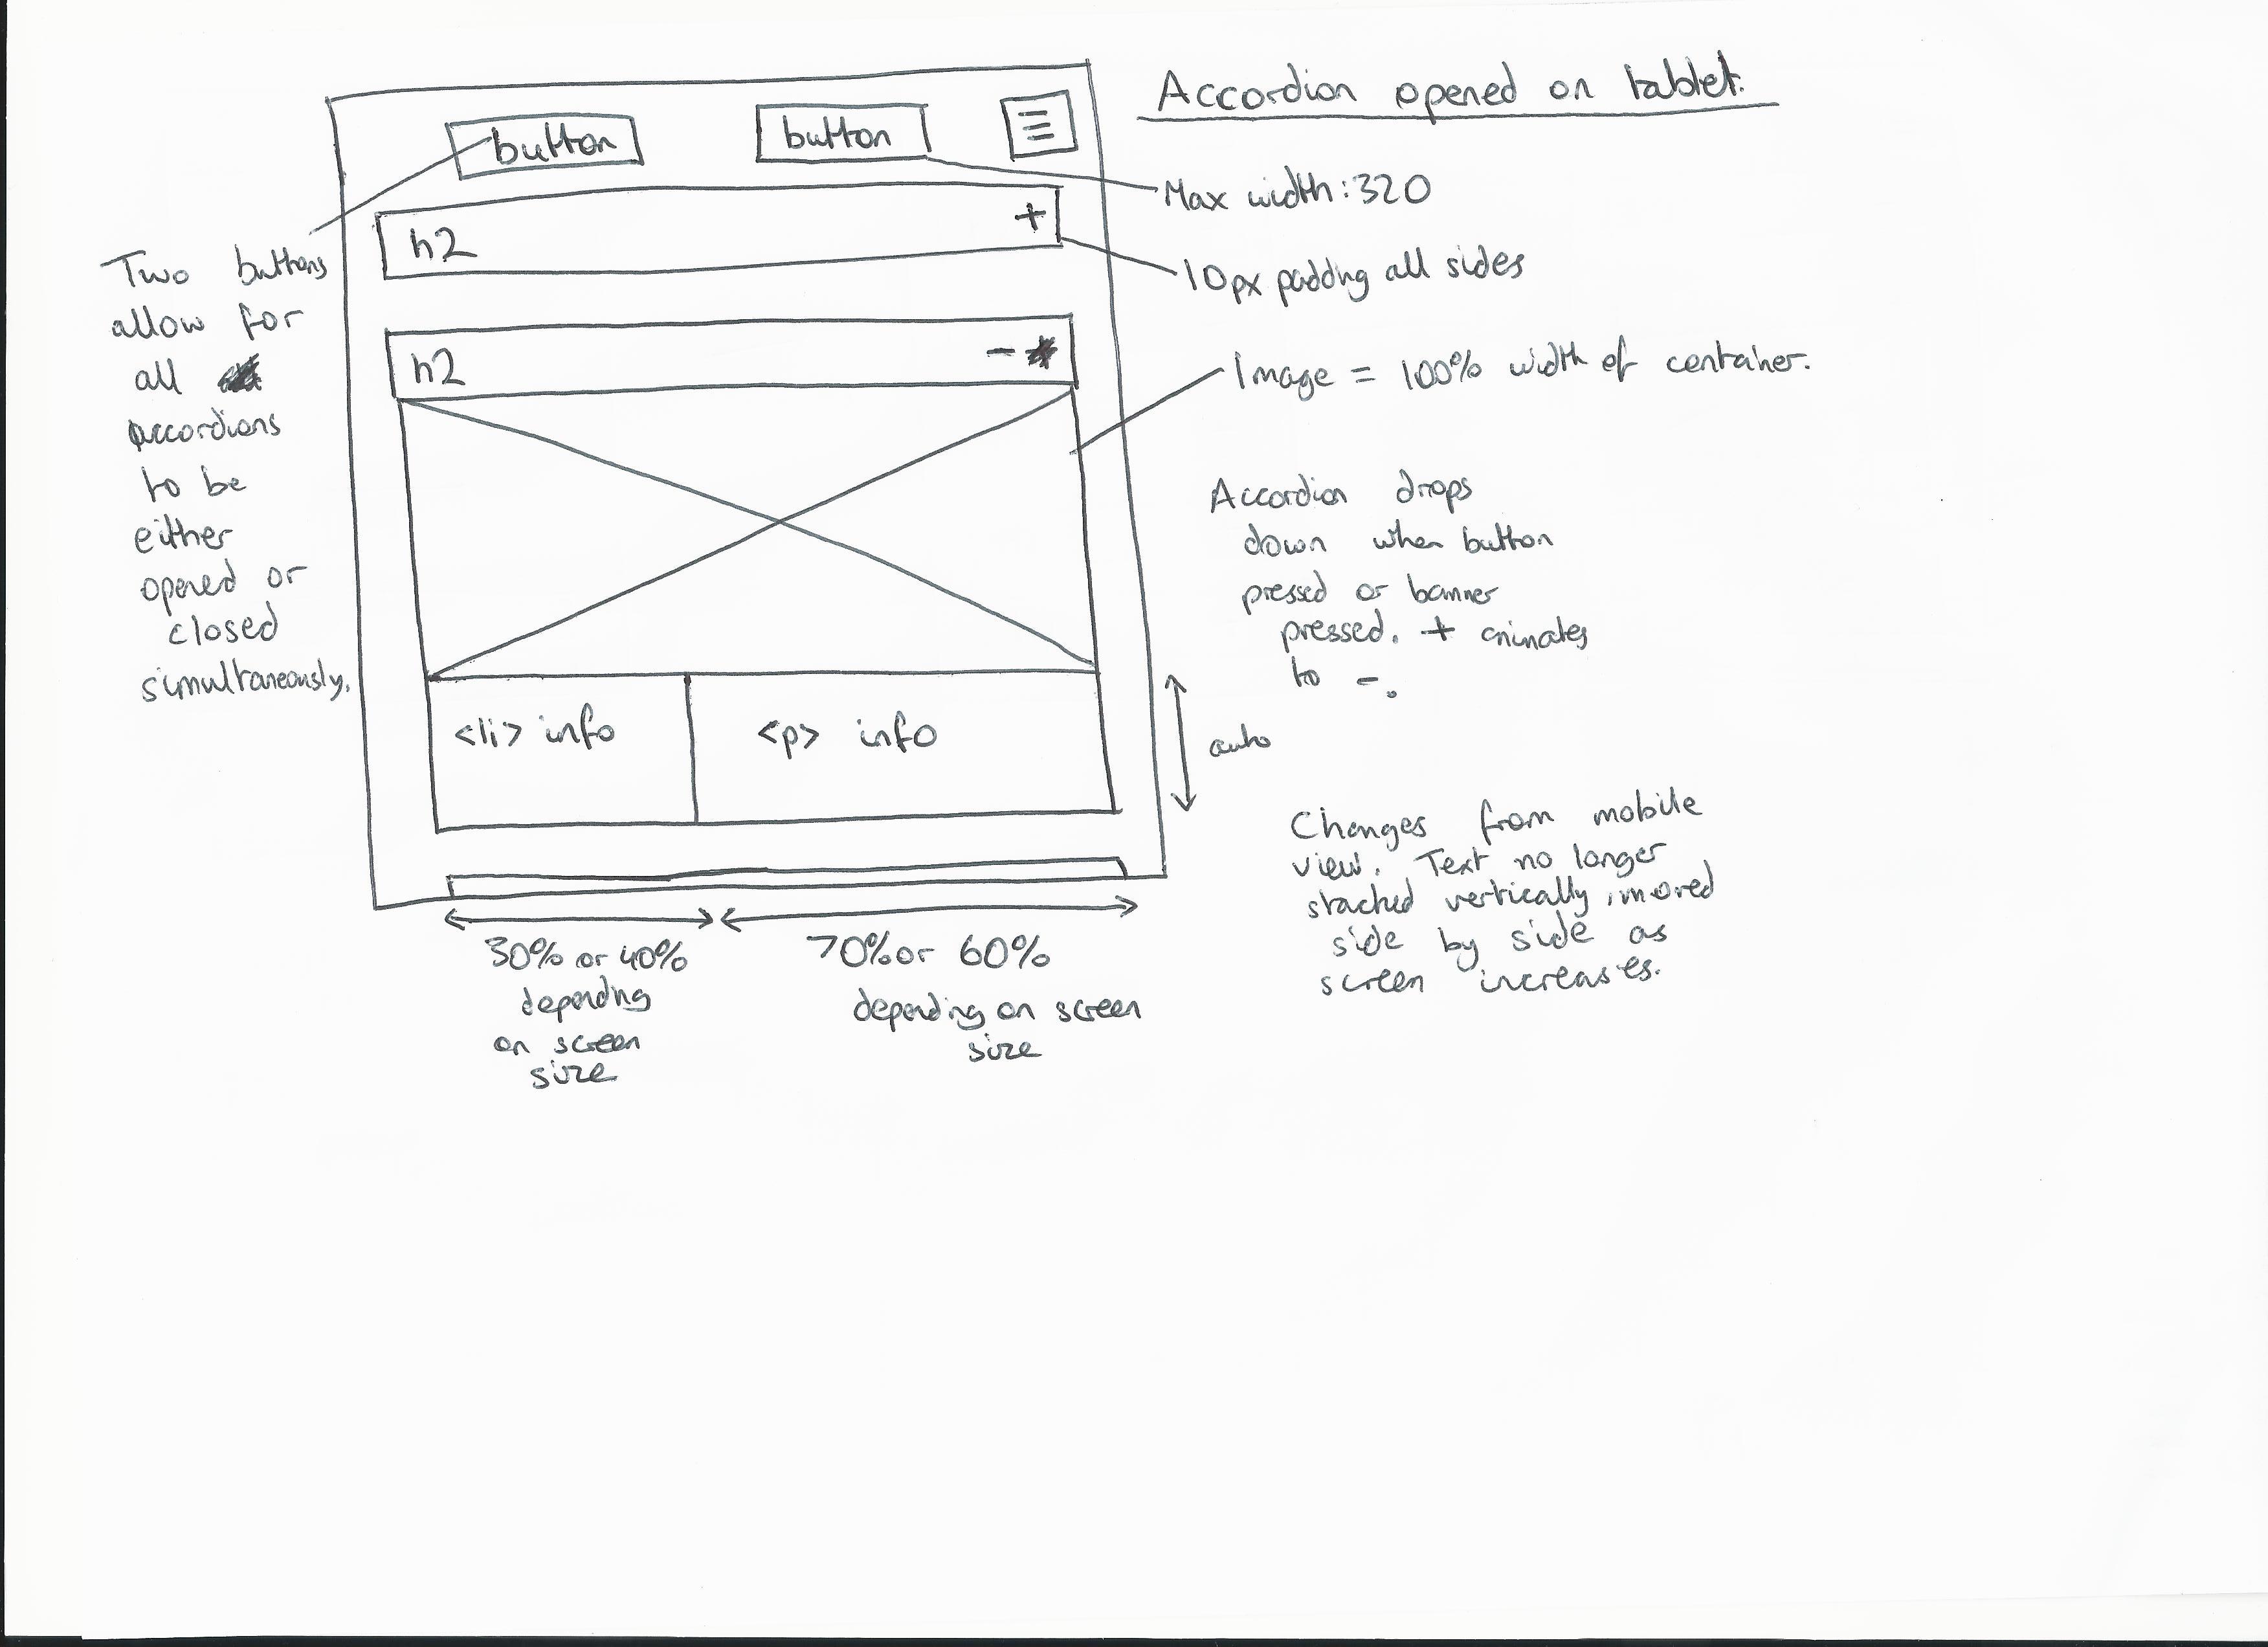 Accordion opened on tablet.
button
button
Max width:320
h2 +
10px padding all sides
Two buttons
allow for
all
accordions
to be
either
opened or
closed
simultaneously.
h2 -
Image = 100% width of container.
Accordion drops
down when button
pressed or banner
pressed. + animates
to -.
<li> info
<p> info
auto
Changes from mobile
view. Text no longer
stacked vertically, moved
side by side as
screen increases.
30% or 40%
depending
on screen
size
70% or 60%
depending on screen
size